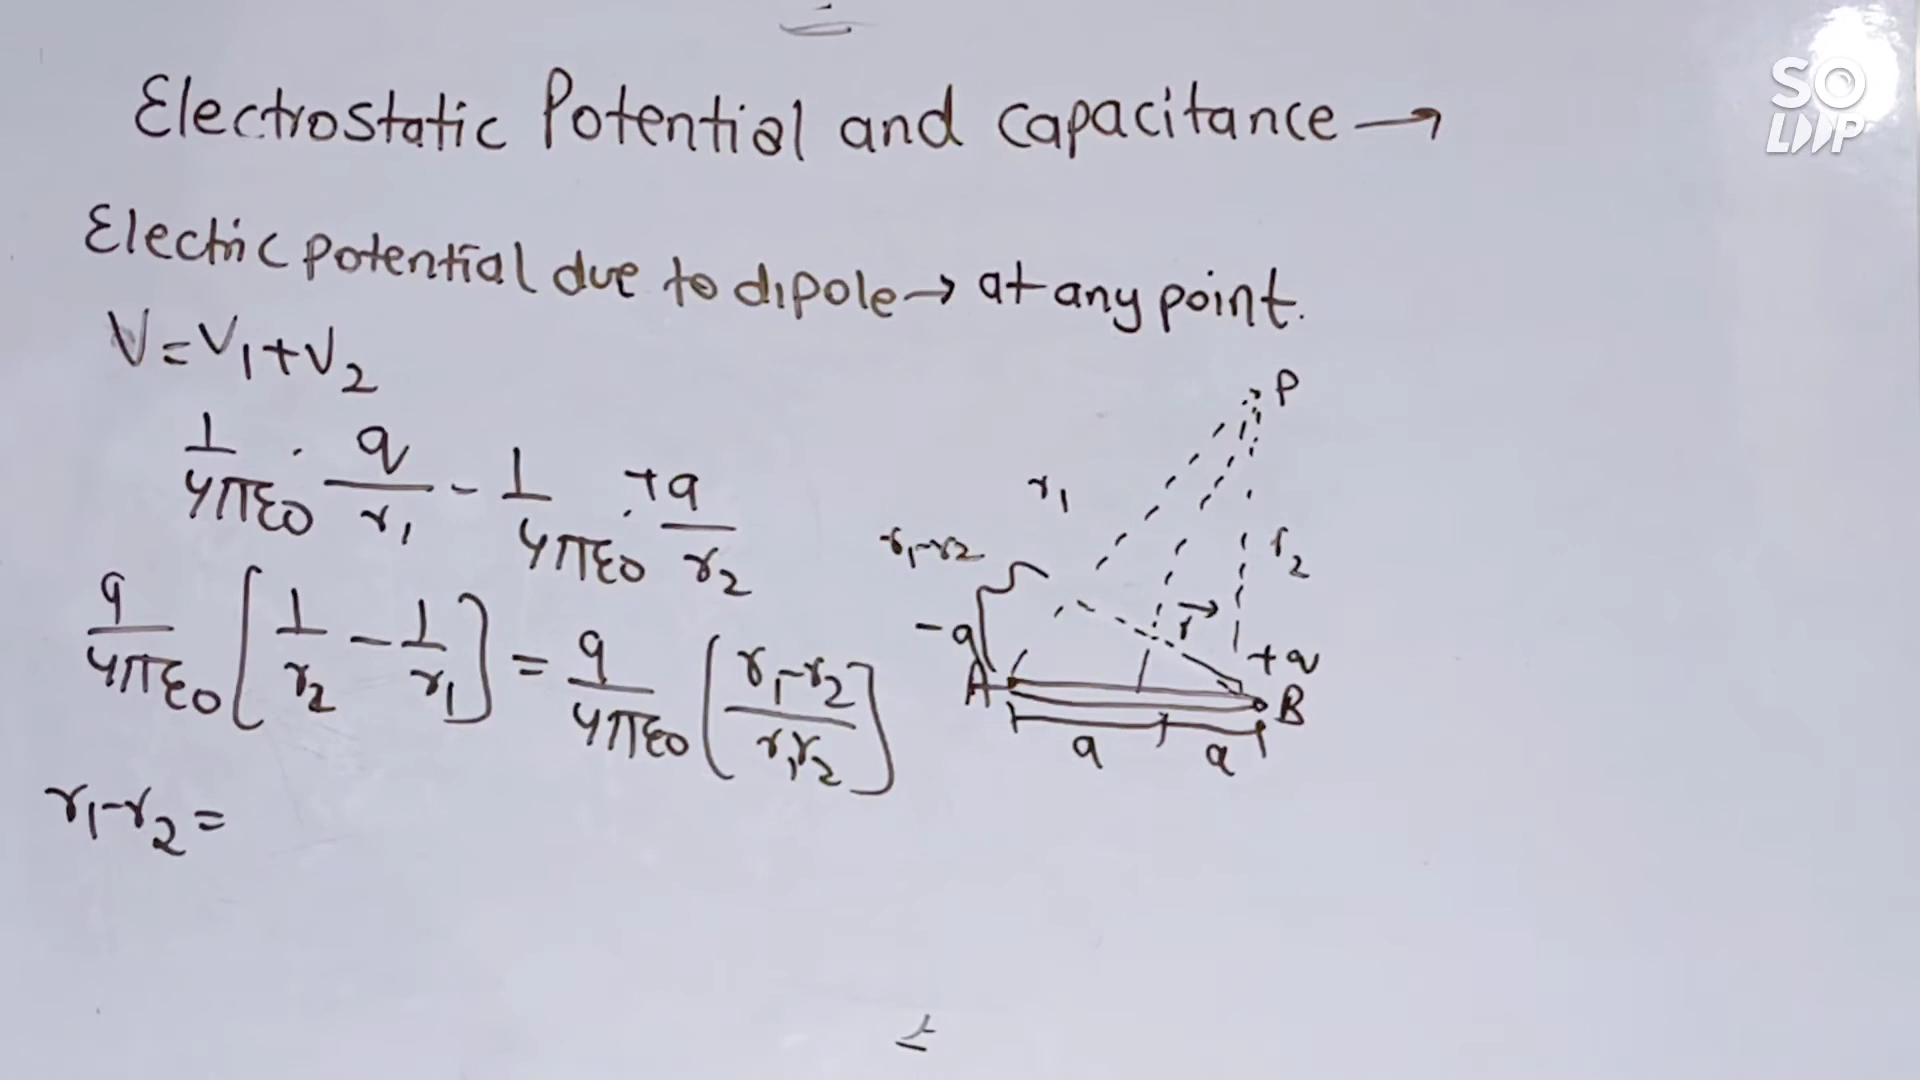 Electrostatic Potential and capacitance →
SO
LOOP
Electric potential due to dipole → at any point.
V=V₁+V₂
1/4πε0 . q/r₁ - 1/4πε0 . +q/r₂
q/4πε0 [1/r₂ - 1/r₁] = q/4πε0 [r₁-r₂/r₁r₂]
r₁-r₂=
P
r₁
r₁-r₂
r₂
r→
-q
+q
A
B
a
a